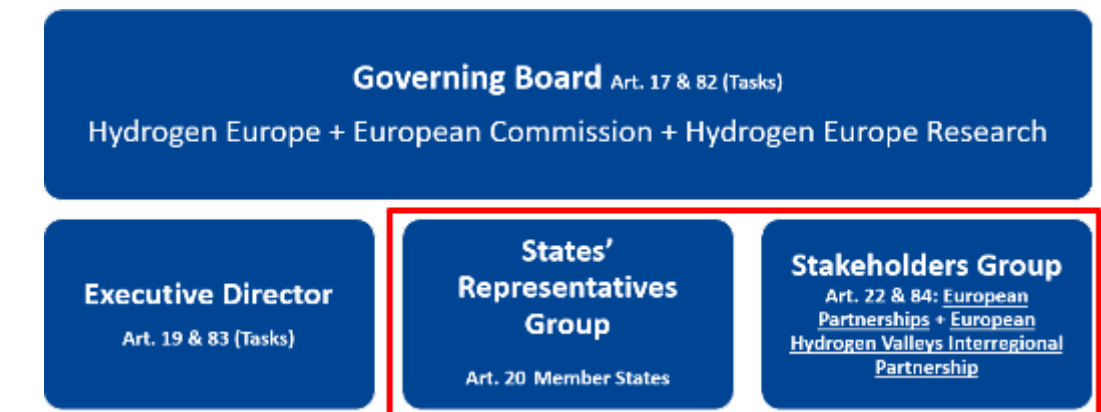 Governing Board Art. 17 & 82 (Tasks)
Hydrogen Europe + European Commission + Hydrogen Europe Research
Executive Director
Art. 19 & 83 (Tasks)
States’
Representatives
Group
Art. 20 Member States
Stakeholders Group
Art. 22 & 84: European
Partnerships + European
Hydrogen Valleys Interregional
Partnership